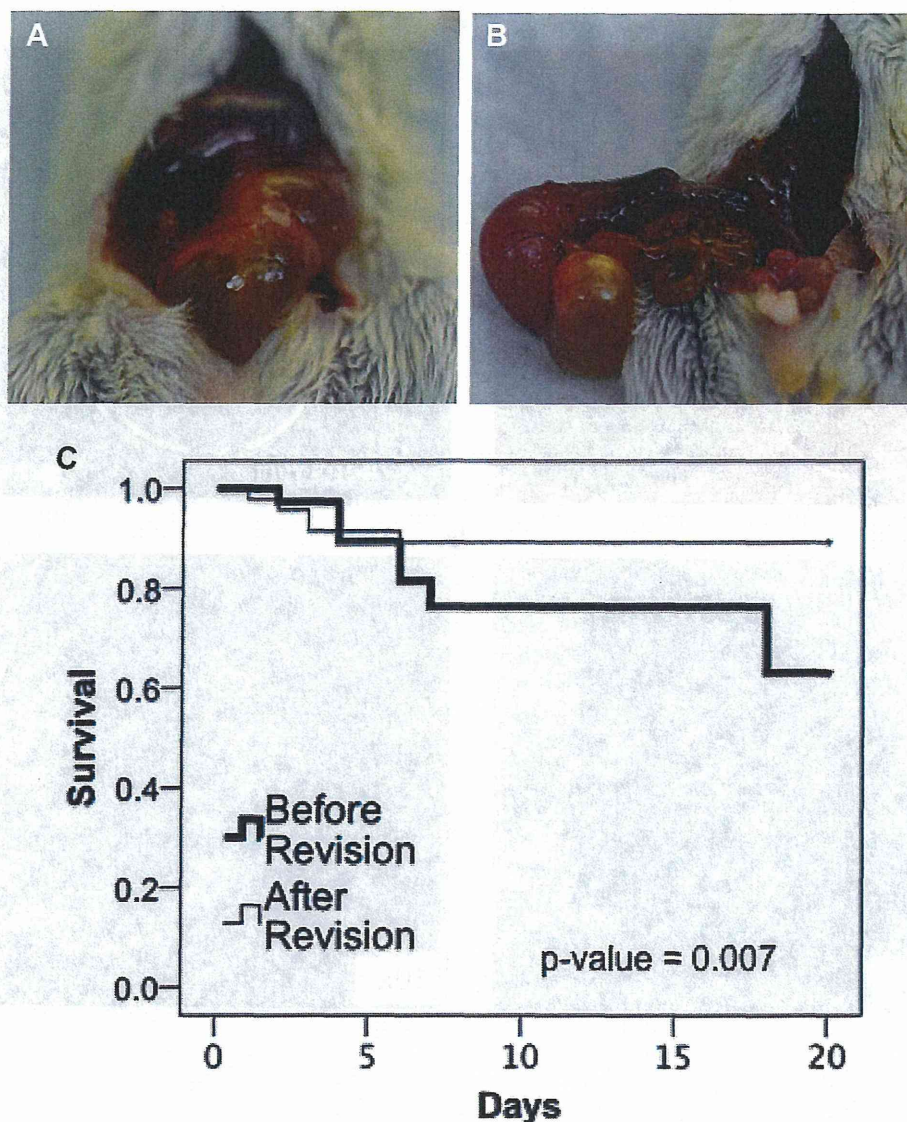 A
B
C
1.0
0.8
0.6
0.4
0.2
0.0
Survival
Before
Revision
After
Revision
p-value = 0.007
0 5 10 15 20
Days